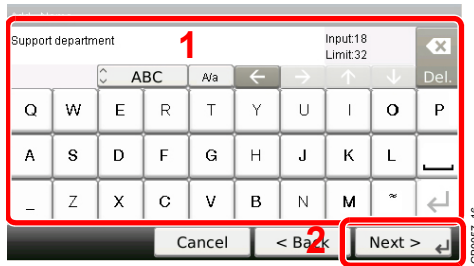 Support department
1
Input:18
Limit:32
ABC
A/a
Del.
Q W E R T Y U I O P
A S D F G H J K L
_ Z X C V B N M ~
2
Cancel
< Back
Next >